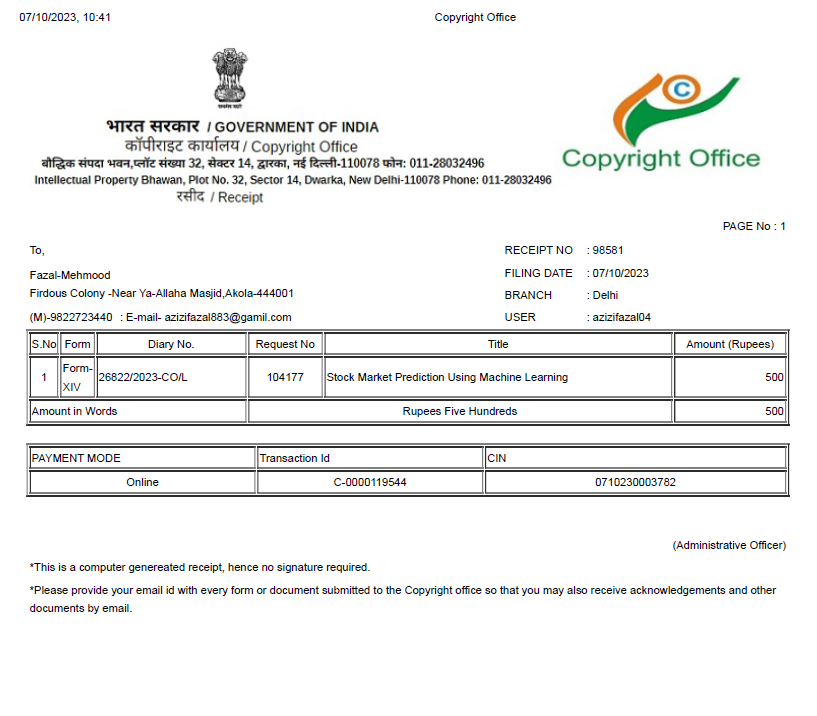 07/10/2023, 10:41 Copyright Office
भारत सरकार / GOVERNMENT OF INDIA
कॉपीराइट कार्यालय / Copyright Office
बौद्धिक संपदा भवन,प्लॉट संख्या 32, सेक्टर 14, द्वारका, नई दिल्ली-110078 फोन: 011-28032496
Intellectual Property Bhawan, Plot No. 32, Sector 14, Dwarka, New Delhi-110078 Phone: 011-28032496
रसीद / Receipt
C
Copyright Office
PAGE No : 1
To,
RECEIPT NO : 98581
Fazal-Mehmood
FILING DATE : 07/10/2023
Firdous Colony -Near Ya-Allaha Masjid,Akola-444001
BRANCH : Delhi
(M)-9822723440 : E-mail- azizifazal883@gamil.com
USER : azizifazal04
S.No Form Diary No. Request No Title Amount (Rupees)
1 Form-XIV 26822/2023-CO/L 104177 Stock Market Prediction Using Machine Learning 500
Amount in Words Rupees Five Hundreds 500
PAYMENT MODE Transaction Id CIN
Online C-0000119544 0710230003782
(Administrative Officer)
*This is a computer genereated receipt, hence no signature required.
*Please provide your email id with every form or document submitted to the Copyright office so that you may also receive acknowledgements and other
documents by email.